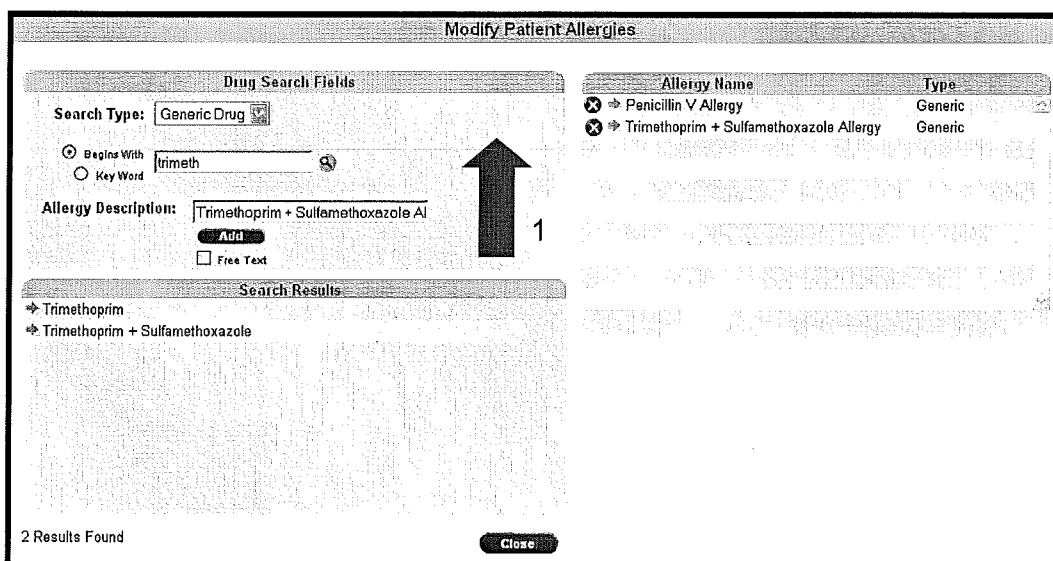 Modify Patient Allergies
Drug Search Fields
Search Type: Generic Drug
Begins With
Key Word
trimeth
Allergy Description: Trimethoprim + Sulfamethoxazole Al
Add
Free Text
1
Search Results
Trimethoprim
Trimethoprim + Sulfamethoxazole
2 Results Found
Close
Allergy Name Type
Penicillin V Allergy Generic
Trimethoprim + Sulfamethoxazole Allergy Generic